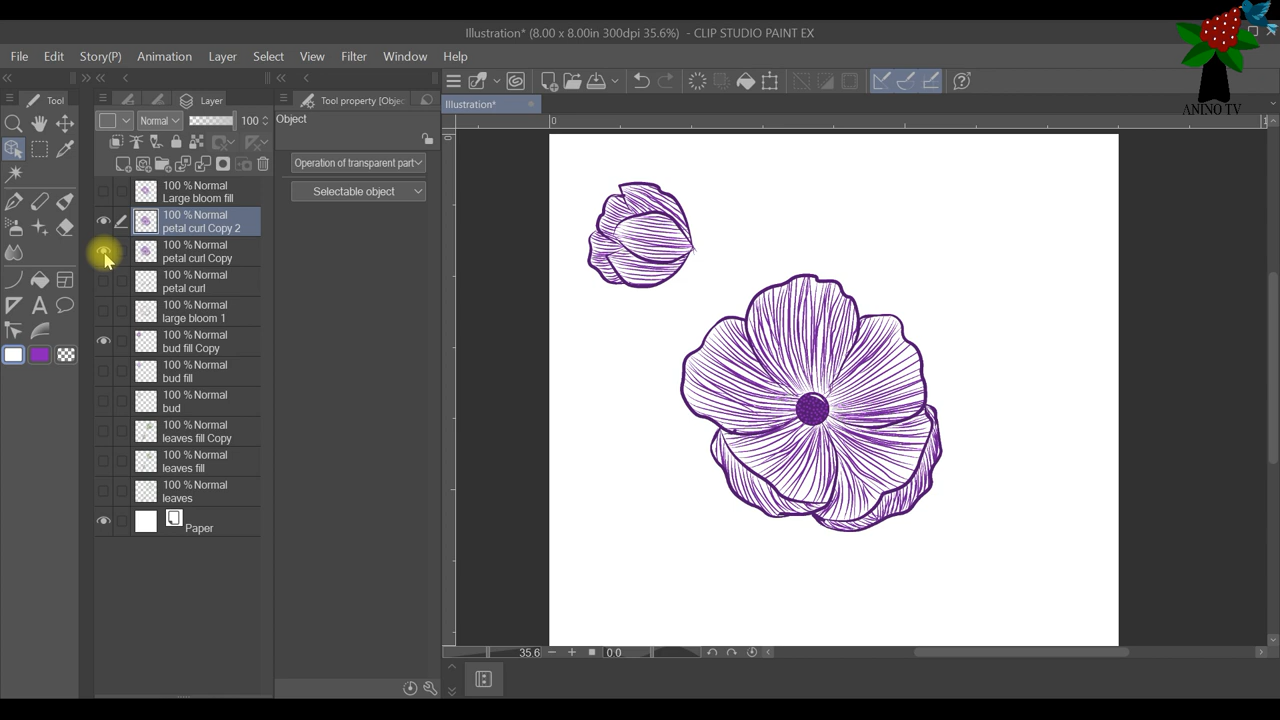 Illustration* (8.00 x 8.00in 300dpi 35.6%) - CLIP STUDIO PAINT EX
File Edit Story(P) Animation Layer Select View Filter Window Help
Tool
Layer
Tool property [Objec
Illustration*
ANINO TV
Normal
100
Object
0
1
0
Operation of transparent part
Selectable object
100 % Normal
Large bloom fill
100 % Normal
petal curl Copy 2
100 % Normal
petal curl Copy
100 % Normal
petal curl
100 % Normal
large bloom 1
100 % Normal
bud fill Copy
100 % Normal
bud fill
100 % Normal
bud
100 % Normal
leaves fill Copy
100 % Normal
leaves fill
100 % Normal
leaves
Paper
35.6
0.0